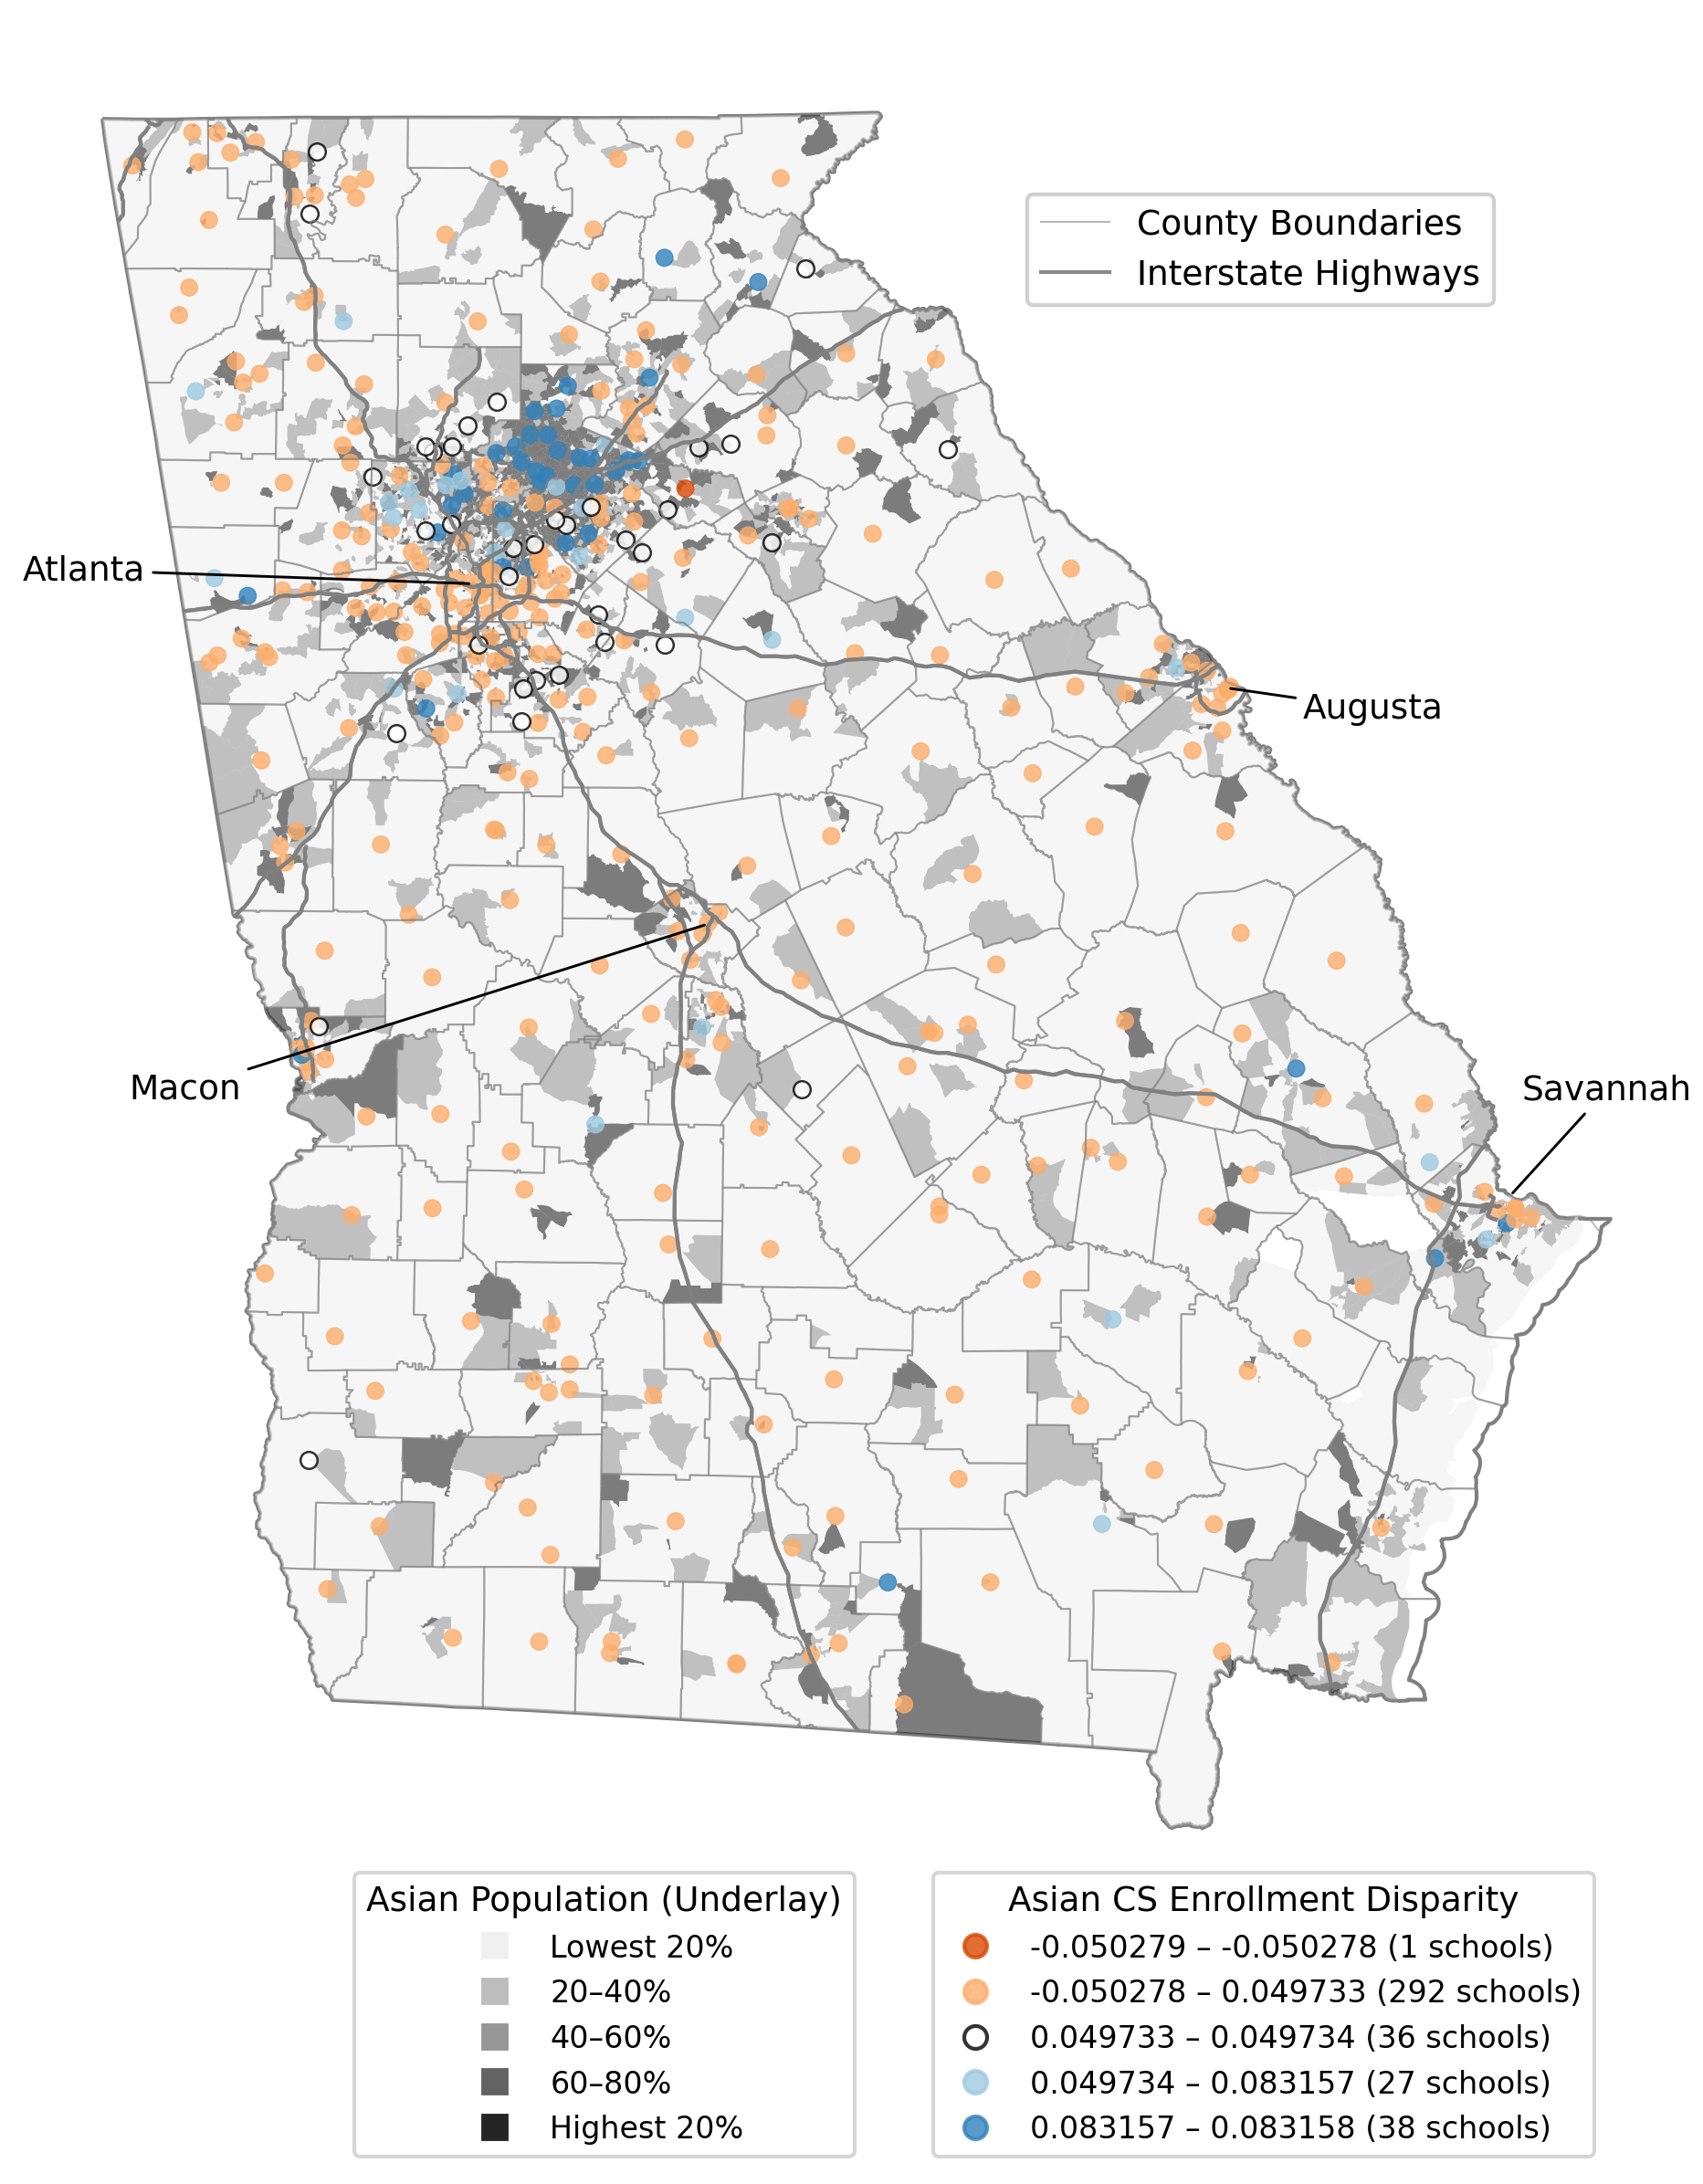 County Boundaries
Interstate Highways
Atlanta
Augusta
Macon
Savannah
Asian Population (Underlay)
Lowest 20%
20–40%
40–60%
60–80%
Highest 20%
Asian CS Enrollment Disparity
-0.050279 – -0.050278 (1 schools)
-0.050278 – 0.049733 (292 schools)
0.049733 – 0.049734 (36 schools)
0.049734 – 0.083157 (27 schools)
0.083157 – 0.083158 (38 schools)